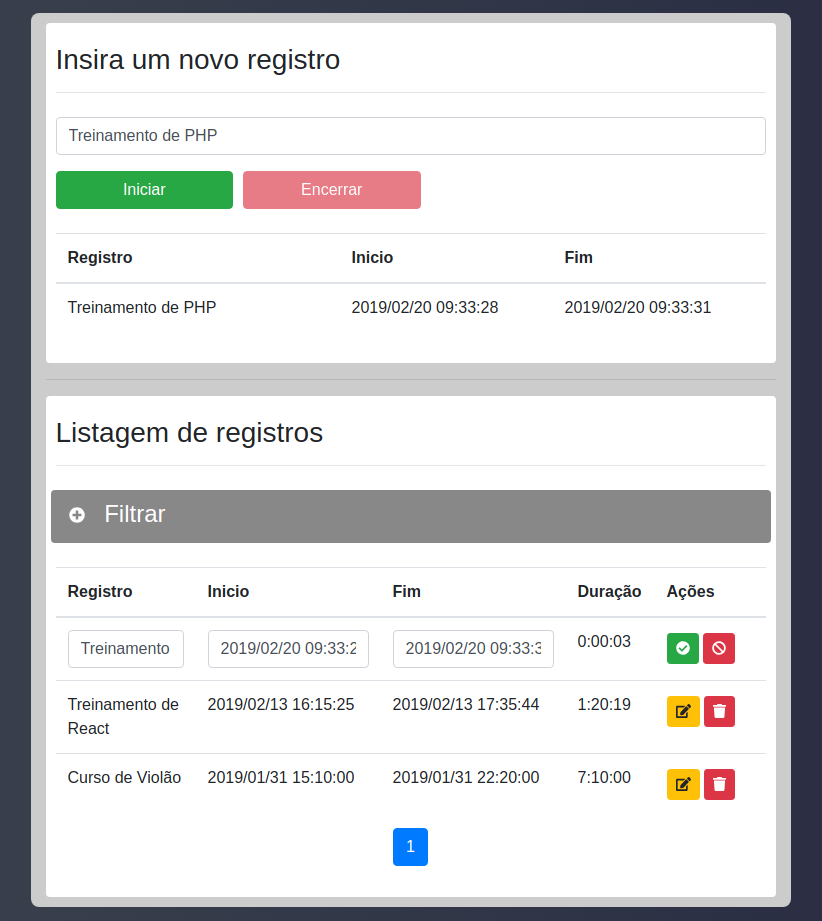 Insira um novo registro
Treinamento de PHP
Iniciar Encerrar
Registro Inicio Fim
Treinamento de PHP 2019/02/20 09:33:28 2019/02/20 09:33:31
Listagem de registros
Filtrar
Registro Inicio Fim Duração Ações
Treinamento 2019/02/20 09:33:2 2019/02/20 09:33:3 0:00:03
Treinamento de 2019/02/13 16:15:25 2019/02/13 17:35:44 1:20:19
React
Curso de Violão 2019/01/31 15:10:00 2019/01/31 22:20:00 7:10:00
1